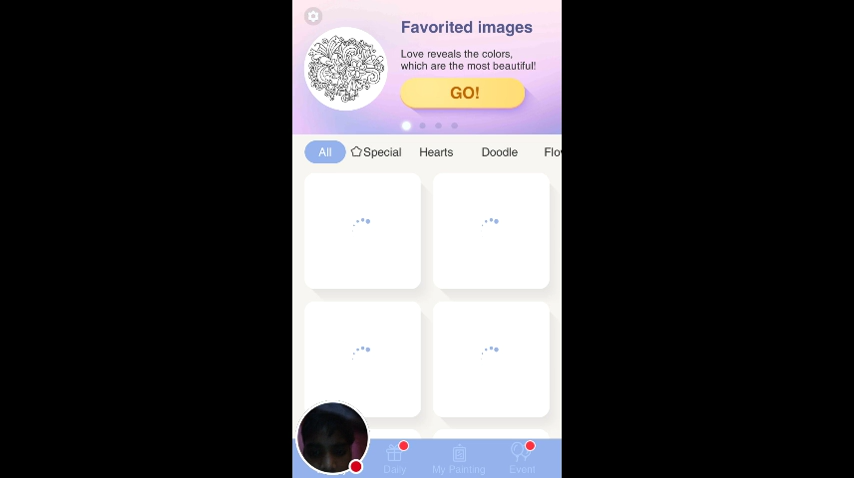 Favorited images
Love reveals the colors,
which are the most beautiful!
GO!
All
Special
Hearts
Doodle
Flo
Daily
My Painting
Event